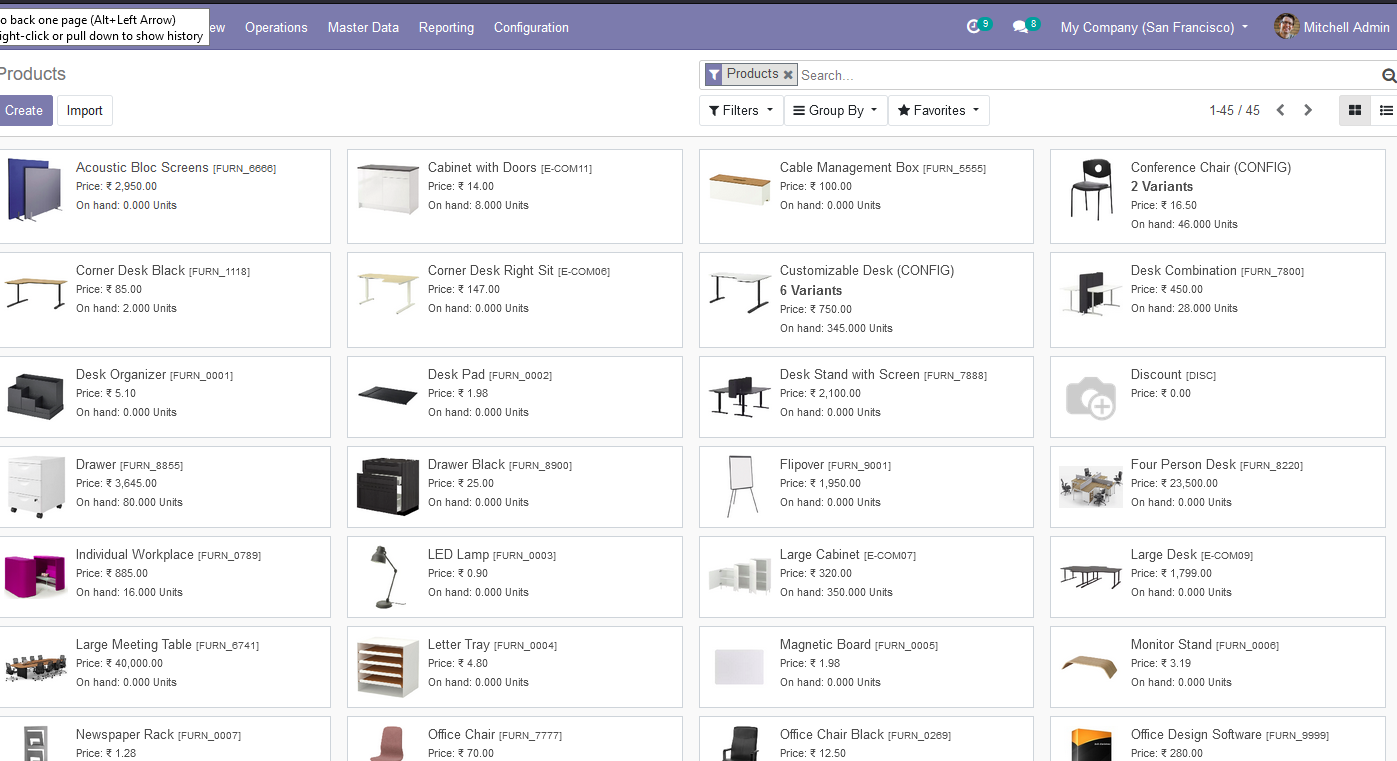 o back one page (Alt+Left Arrow)
ight-click or pull down to show history
ew Operations Master Data Reporting Configuration 9 8 My Company (San Francisco) Mitchell Admin
Products
Products Search...
Create Import
Filters Group By Favorites 1-45 / 45
Acoustic Bloc Screens [FURN_6666]
Price: ₹ 2,950.00
On hand: 0.000 Units
Cabinet with Doors [E-COM11]
Price: ₹ 14.00
On hand: 8.000 Units
Cable Management Box [FURN_5555]
Price: ₹ 100.00
On hand: 0.000 Units
Conference Chair (CONFIG)
2 Variants
Price: ₹ 16.50
On hand: 46.000 Units
Corner Desk Black [FURN_1118]
Price: ₹ 85.00
On hand: 2.000 Units
Corner Desk Right Sit [E-COM06]
Price: ₹ 147.00
On hand: 0.000 Units
Customizable Desk (CONFIG)
6 Variants
Price: ₹ 750.00
On hand: 345.000 Units
Desk Combination [FURN_7800]
Price: ₹ 450.00
On hand: 28.000 Units
Desk Organizer [FURN_0001]
Price: ₹ 5.10
On hand: 0.000 Units
Desk Pad [FURN_0002]
Price: ₹ 1.98
On hand: 0.000 Units
Desk Stand with Screen [FURN_7888]
Price: ₹ 2,100.00
On hand: 0.000 Units
Discount [DISC]
Price: ₹ 0.00
Drawer [FURN_8855]
Price: ₹ 3,645.00
On hand: 80.000 Units
Drawer Black [FURN_8900]
Price: ₹ 25.00
On hand: 0.000 Units
Flipover [FURN_9001]
Price: ₹ 1,950.00
On hand: 0.000 Units
Four Person Desk [FURN_8220]
Price: ₹ 23,500.00
On hand: 0.000 Units
Individual Workplace [FURN_0789]
Price: ₹ 885.00
On hand: 16.000 Units
LED Lamp [FURN_0003]
Price: ₹ 0.90
On hand: 0.000 Units
Large Cabinet [E-COM07]
Price: ₹ 320.00
On hand: 350.000 Units
Large Desk [E-COM09]
Price: ₹ 1,799.00
On hand: 0.000 Units
Large Meeting Table [FURN_6741]
Price: ₹ 40,000.00
On hand: 0.000 Units
Letter Tray [FURN_0004]
Price: ₹ 4.80
On hand: 0.000 Units
Magnetic Board [FURN_0005]
Price: ₹ 1.98
On hand: 0.000 Units
Monitor Stand [FURN_0006]
Price: ₹ 3.19
On hand: 0.000 Units
Newspaper Rack [FURN_0007]
Price: ₹ 1.28
Office Chair [FURN_7777]
Price: ₹ 70.00
Office Chair Black [FURN_0269]
Price: ₹ 12.50
Office Design Software [FURN_9999]
Price: ₹ 280.00